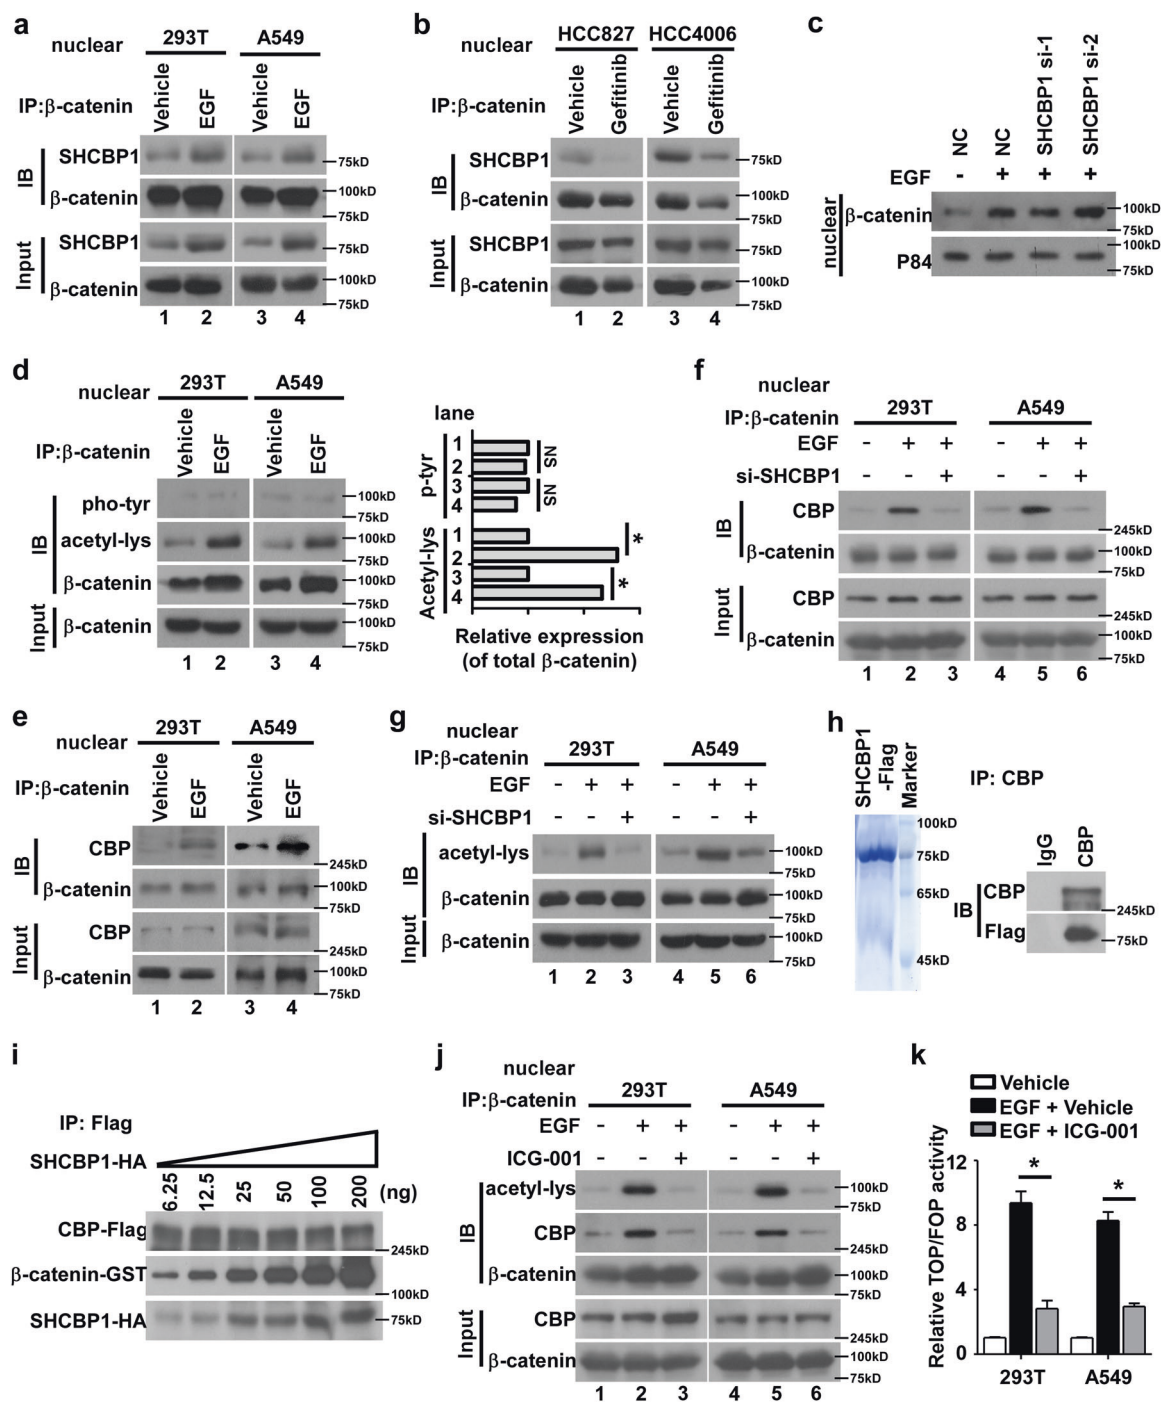 a
nuclear
293T A549
IP:β-catenin
Vehicle EGF Vehicle EGF
IB
SHCBP1
75kD
β-catenin
100kD
75kD
Input
SHCBP1
75kD
β-catenin
100kD
75kD
1 2 3 4
b
nuclear
HCC827 HCC4006
IP:β-catenin
Vehicle Gefitinib Vehicle Gefitinib
IB
SHCBP1
75kD
β-catenin
100kD
75kD
Input
SHCBP1
75kD
β-catenin
100kD
75kD
1 2 3 4
c
NC NC SHCBP1 si-1 SHCBP1 si-2
EGF - + + +
nuclear
β-catenin
100kD
75kD
P84
100kD
75kD
d
nuclear
293T A549
IP:β-catenin
Vehicle EGF Vehicle EGF
IB
pho-tyr
100kD
75kD
acetyl-lys
100kD
75kD
β-catenin
100kD
75kD
Input
β-catenin
100kD
75kD
1 2 3 4
lane
p-tyr
1
2
3
4
NS
NS
Acetyl-lys
1
2
3
4
*
*
Relative expression
(of total β-catenin)
f
nuclear
IP:β-catenin 293T A549
EGF - + + - + +
si-SHCBP1 - - + - - +
IB
CBP
245kD
β-catenin
100kD
75kD
Input
CBP
245kD
β-catenin
100kD
75kD
1 2 3 4 5 6
e
nuclear
293T A549
IP:β-catenin
Vehicle EGF Vehicle EGF
IB
CBP
245kD
β-catenin
100kD
75kD
Input
CBP
245kD
β-catenin
100kD
75kD
1 2 3 4
g
nuclear
IP:β-catenin 293T A549
EGF - + + - + +
si-SHCBP1 - - + - - +
IB
acetyl-lys
100kD
75kD
β-catenin
100kD
75kD
Input
β-catenin
100kD
75kD
1 2 3 4 5 6
h
SHCBP1
-Flag
Marker
100kD
75kD
65kD
45kD
IP: CBP
IgG CBP
IB
CBP
245kD
Flag
75kD
i
IP: Flag
SHCBP1-HA
6.25 12.5 25 50 100 200 (ng)
CBP-Flag
245kD
β-catenin-GST
100kD
SHCBP1-HA
75kD
j
nuclear
IP:β-catenin 293T A549
EGF - + + - + +
ICG-001 - - + - - +
IB
acetyl-lys
100kD
75kD
CBP
245kD
β-catenin
100kD
75kD
Input
CBP
245kD
β-catenin
100kD
75kD
1 2 3 4 5 6
k
Vehicle
EGF + Vehicle
EGF + ICG-001
Relative TOP/FOP activity
12
8
4
0
* *
293T A549